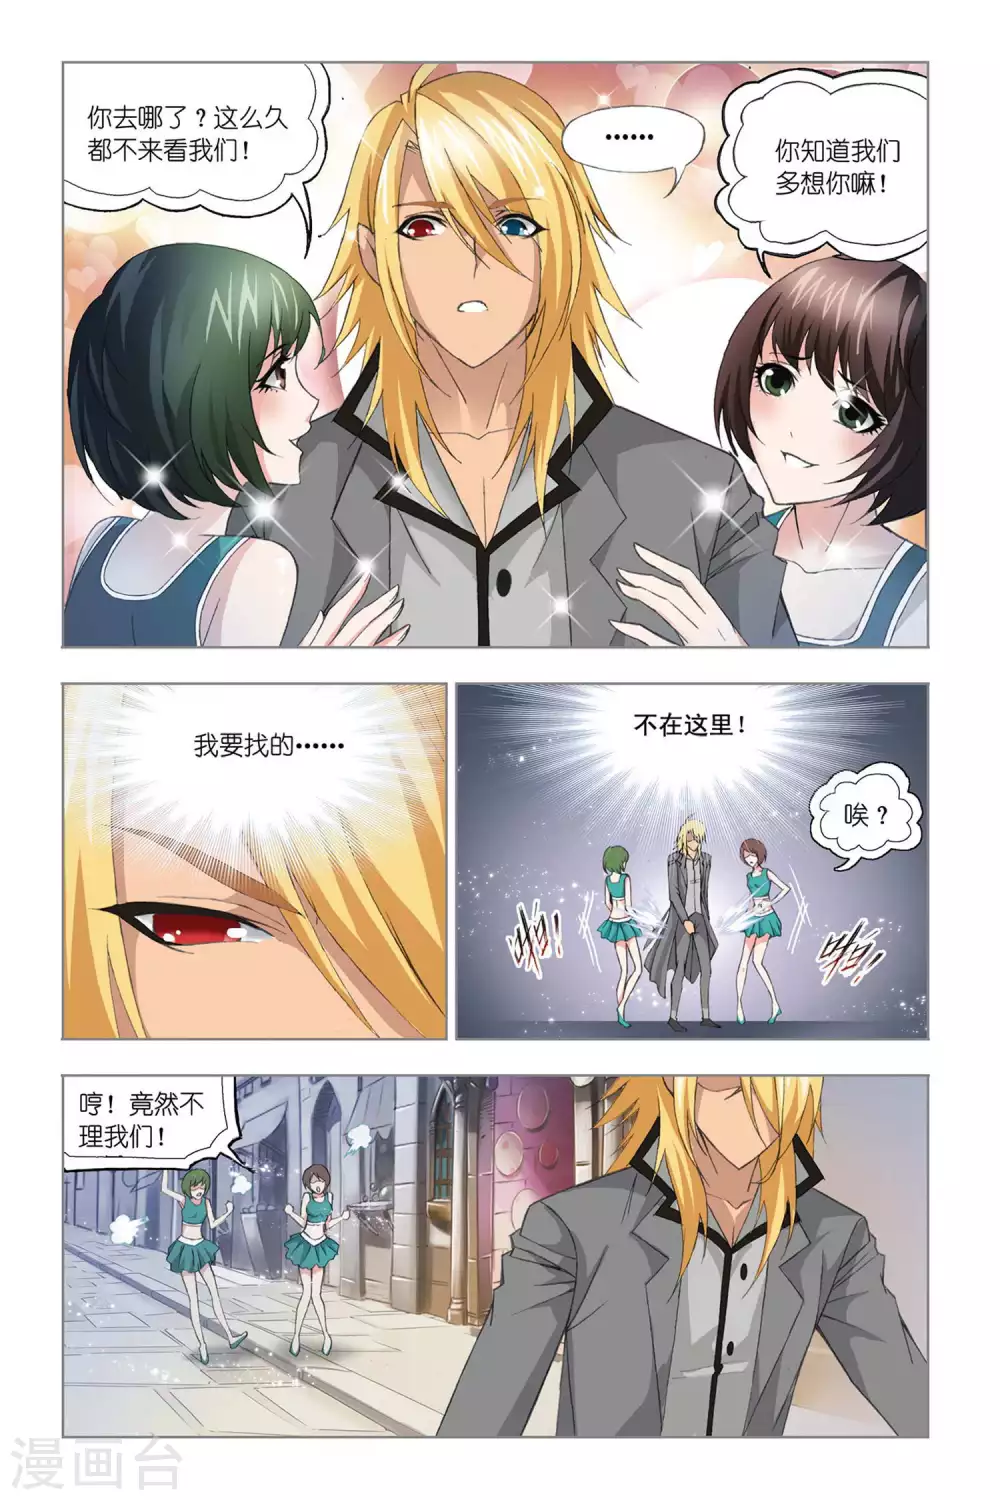 你去哪了？这么久
都不来看我们！
••••••
你知道我们
多想你嘛！
我要找的••••••
不在这里！
唉？
啪！
啪！
哼！竟然不
理我们！
漫画台